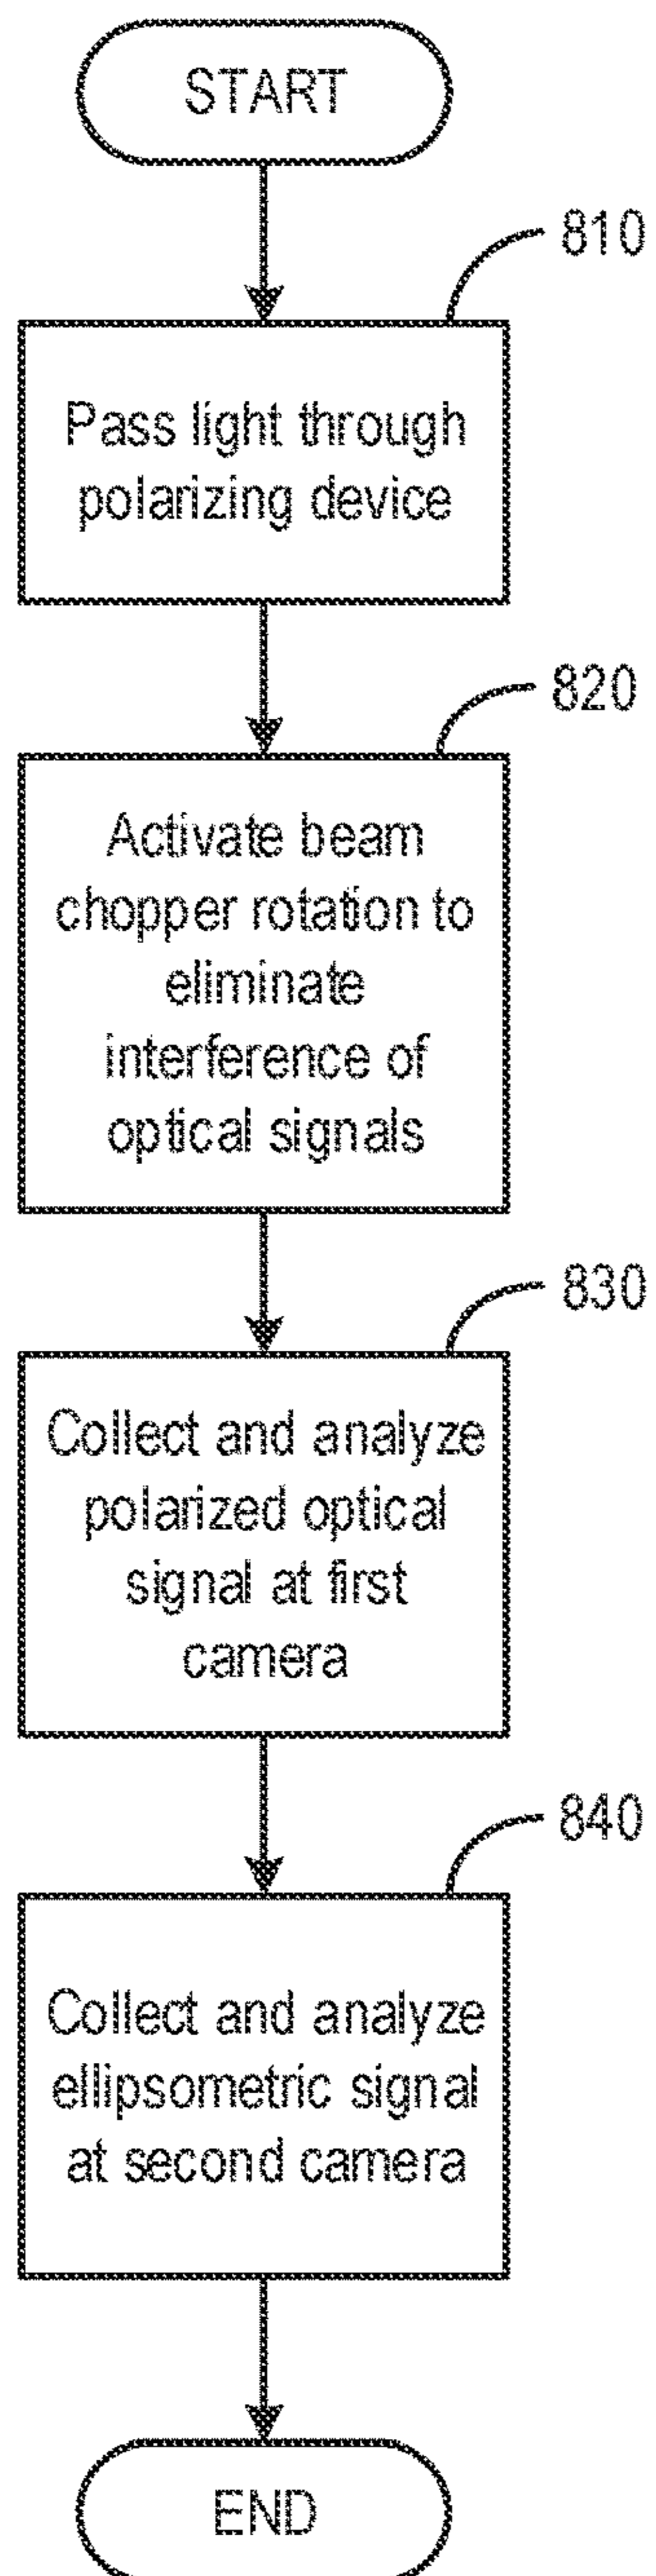 START
810
Pass light through
polarizing device
820
Activate beam
chopper rotation to
eliminate
interference of
optical signals
830
Collect and analyze
polarized optical
signal at first
camera
840
Collect and analyze
ellipsometric signal
at second camera
END